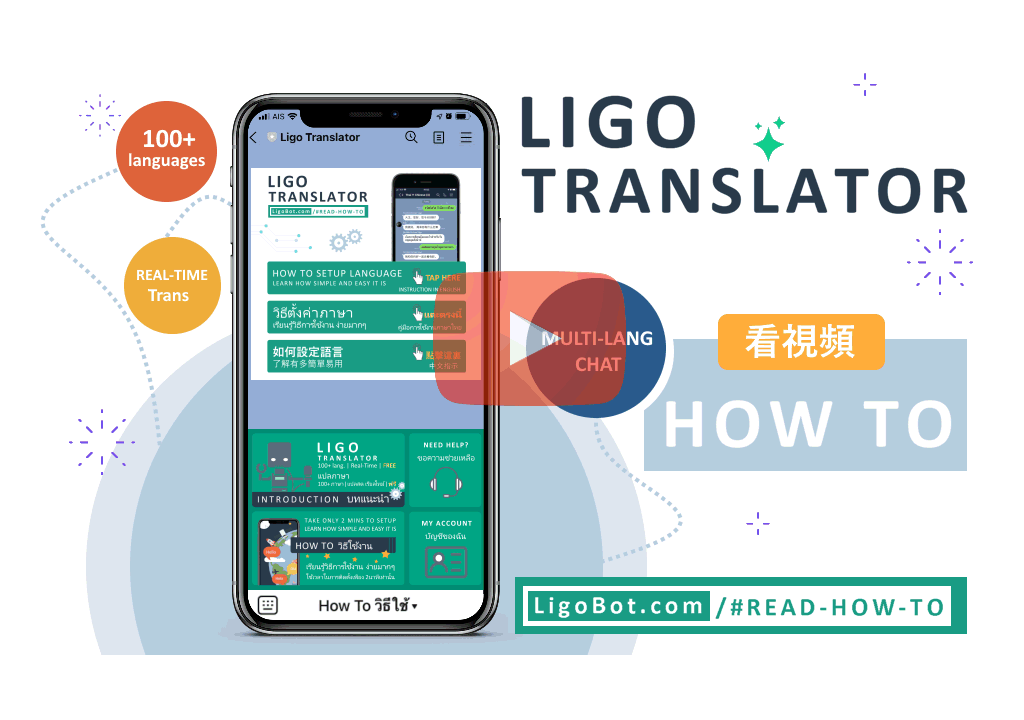 100+
languages
REAL-TIME
Trans
AIS
Ligo Translator
LIGO
TRANSLATOR
LigoBot.com /#READ-HOW-TO
HOW TO SETUP LANGUAGE
LEARN HOW SIMPLE AND EASY IT IS
TAP HERE
INSTRUCTION IN ENGLISH
วิธีตั้งค่าภาษา
เรียนรู้วิธีการใช้งาน ง่ายมากๆ
แตะตรงนี้
คู่มือการใช้งานภาษาไทย
如何設定語言
了解有多簡單易用
點擊這裏
中文指示
LIGO
TRANSLATOR
100+ lang. | Real-Time | FREE
แปลภาษา
INTRODUCTION บทแนะนำ
NEED HELP?
ขอความช่วยเหลือ
TAKE ONLY 2 MINS TO SETUP
LEARN HOW SIMPLE AND EASY IT IS
HOW TO วิธีใช้งาน
เรียนรู้วิธีการใช้งาน ง่ายมากๆ
MY ACCOUNT
บัญชีของฉัน
How To วิธีใช้ ▾
MULTI-LANG
CHAT
LIGO
TRANSLATOR
看視頻
HOW TO
LigoBot.com /#READ-HOW-TO